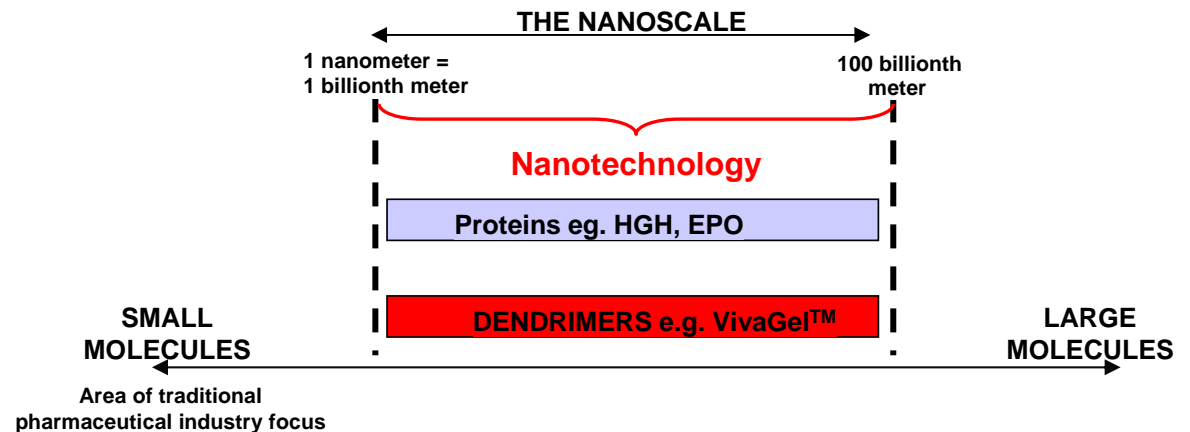 THE NANOSCALE
1 nanometer =
1 billionth meter
100 billionth
meter
Nanotechnology
Proteins eg. HGH, EPO
DENDRIMERS e.g. VivaGel™
SMALL
MOLECULES
LARGE
MOLECULES
Area of traditional
pharmaceutical industry focus